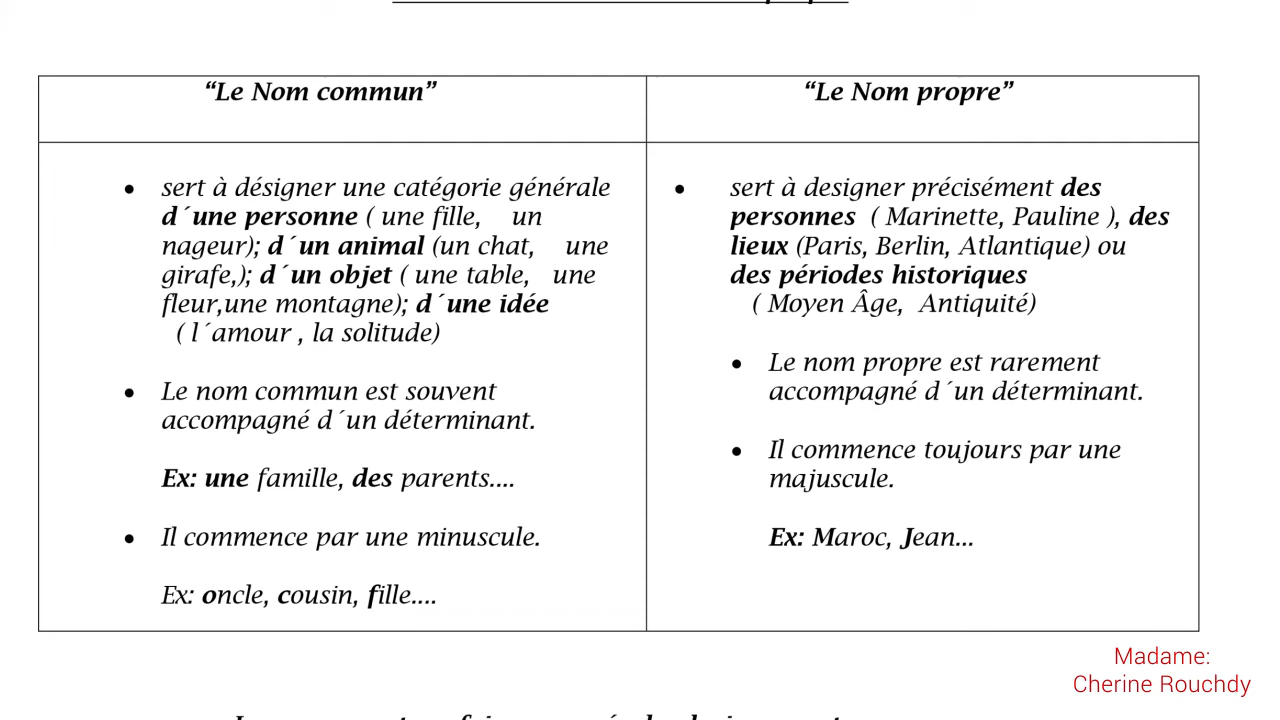 “Le Nom commun”
“Le Nom propre”
• sert à désigner une catégorie générale
d´une personne ( une fille, un
nageur); d´un animal (un chat, une
girafe,); d´un objet ( une table, une
fleur,une montagne); d´une idée
( l´amour , la solitude)
• Le nom commun est souvent
accompagné d´un déterminant.
Ex: une famille, des parents....
• Il commence par une minuscule.
Ex: oncle, cousin, fille....
• sert à designer précisément des
personnes ( Marinette, Pauline ), des
lieux (Paris, Berlin, Atlantique) ou
des périodes historiques
( Moyen Âge, Antiquité)
• Le nom propre est rarement
accompagné d´un déterminant.
• Il commence toujours par une
majuscule.
Ex: Maroc, Jean...
Madame:
Cherine Rouchdy